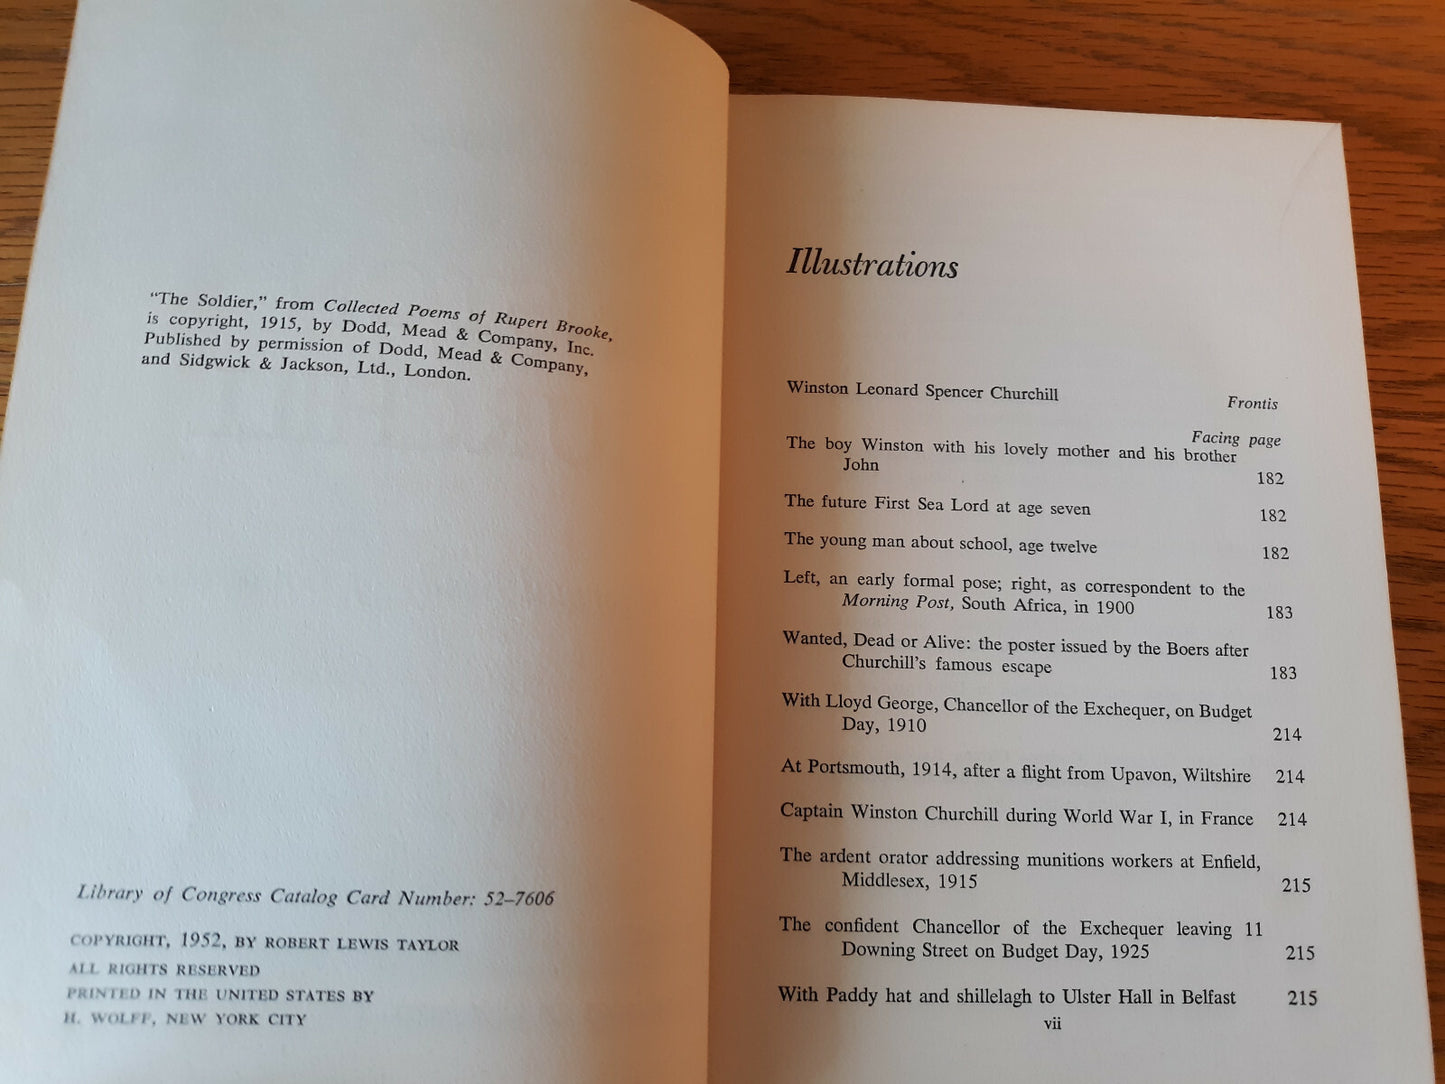 “The Soldier,” from Collected Poems of Rupert Brooke,
is copyright, 1915, by Dodd, Mead & Company, Inc.
Published by permission of Dodd, Mead & Company,
and Sidgwick & Jackson, Ltd., London.
Library of Congress Catalog Card Number: 52–7606
COPYRIGHT, 1952, BY ROBERT LEWIS TAYLOR
ALL RIGHTS RESERVED
PRINTED IN THE UNITED STATES BY
H. WOLFF, NEW YORK CITY
Illustrations
Winston Leonard Spencer Churchill Frontis
Facing page
The boy Winston with his lovely mother and his brother
John 182
The future First Sea Lord at age seven 182
The young man about school, age twelve 182
Left, an early formal pose; right, as correspondent to the
Morning Post, South Africa, in 1900 183
Wanted, Dead or Alive: the poster issued by the Boers after
Churchill’s famous escape 183
With Lloyd George, Chancellor of the Exchequer, on Budget
Day, 1910 214
At Portsmouth, 1914, after a flight from Upavon, Wiltshire 214
Captain Winston Churchill during World War I, in France 214
The ardent orator addressing munitions workers at Enfield,
Middlesex, 1915 215
The confident Chancellor of the Exchequer leaving 11
Downing Street on Budget Day, 1925 215
With Paddy hat and shillelagh to Ulster Hall in Belfast 215
vii